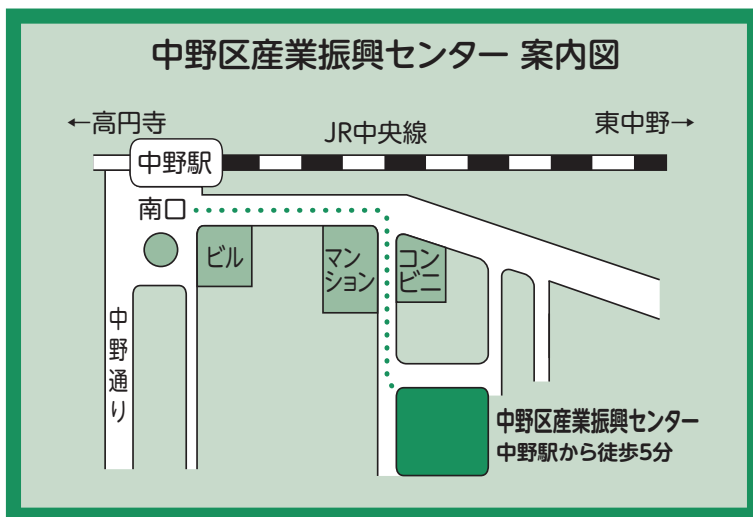 中野区産業振興センター 案内図
←高円寺
JR中央線
東中野→
中野駅
南口
ビル
マン
ション
コン
ビニ
中野通り
中野区産業振興センター
中野駅から徒歩5分